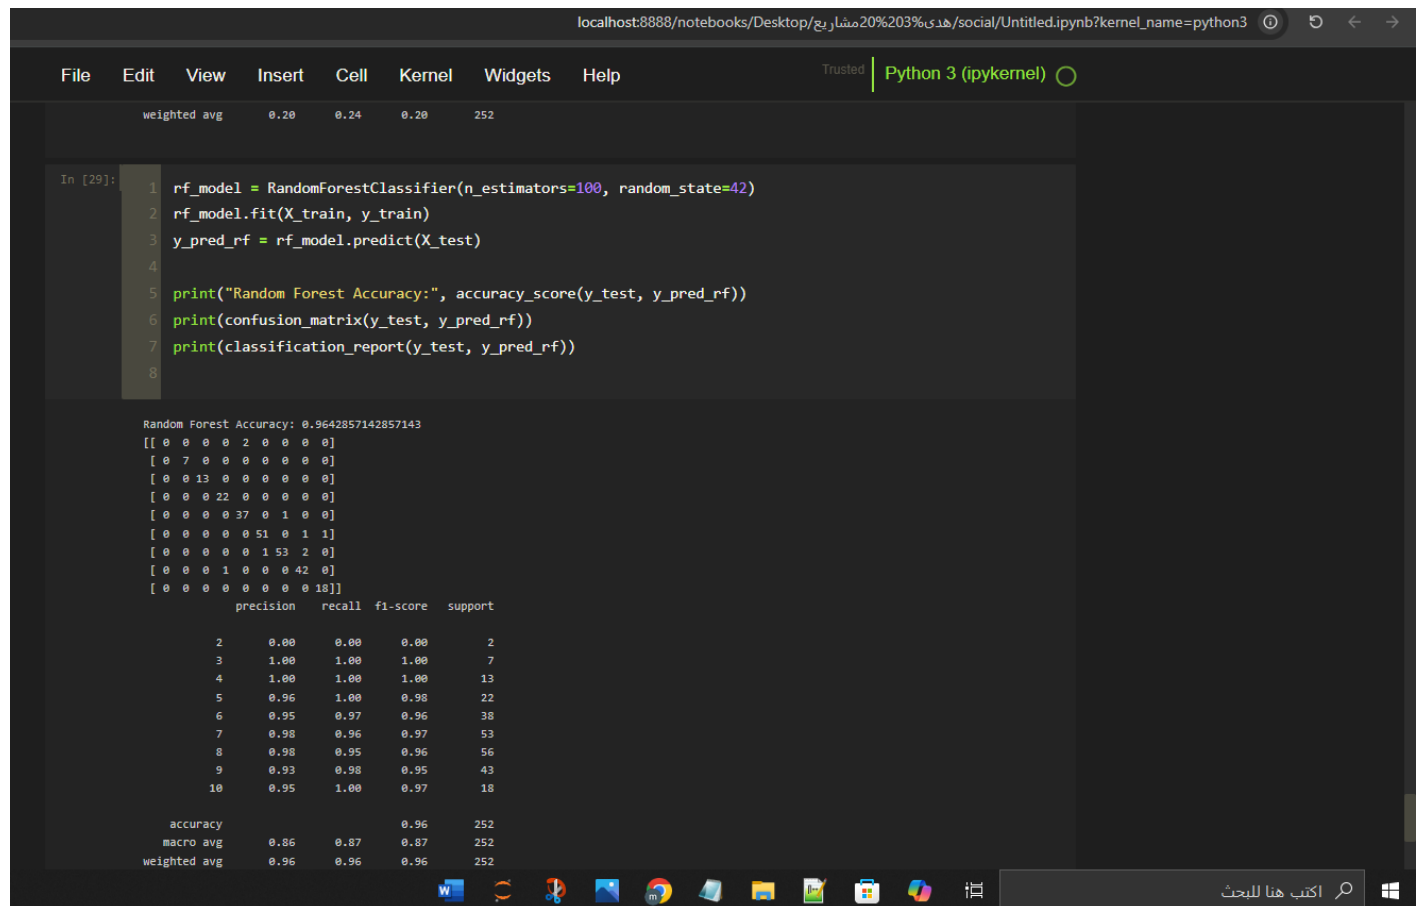 localhost:8888/notebooks/Desktop/مشاريع%203%20هدى/social/Untitled.ipynb?kernel_name=python3
File Edit View Insert Cell Kernel Widgets Help Trusted Python 3 (ipykernel)
weighted avg 0.20 0.24 0.20 252
In [29]:
1 rf_model = RandomForestClassifier(n_estimators=100, random_state=42)
2 rf_model.fit(X_train, y_train)
3 y_pred_rf = rf_model.predict(X_test)
4
5 print("Random Forest Accuracy:", accuracy_score(y_test, y_pred_rf))
6 print(confusion_matrix(y_test, y_pred_rf))
7 print(classification_report(y_test, y_pred_rf))
8
Random Forest Accuracy: 0.9642857142857143
[[ 0 0 0 0 2 0 0 0 0]
[ 0 7 0 0 0 0 0 0 0]
[ 0 0 13 0 0 0 0 0 0]
[ 0 0 0 22 0 0 0 0 0]
[ 0 0 0 0 37 0 1 0 0]
[ 0 0 0 0 0 51 0 1 1]
[ 0 0 0 0 0 1 53 2 0]
[ 0 0 0 1 0 0 0 42 0]
[ 0 0 0 0 0 0 0 0 18]]
precision recall f1-score support
2 0.00 0.00 0.00 2
3 1.00 1.00 1.00 7
4 1.00 1.00 1.00 13
5 0.96 1.00 0.98 22
6 0.95 0.97 0.96 38
7 0.98 0.96 0.97 53
8 0.98 0.95 0.96 56
9 0.93 0.98 0.95 43
10 0.95 1.00 0.97 18
accuracy 0.96 252
macro avg 0.86 0.87 0.87 252
weighted avg 0.96 0.96 0.96 252
اكتب هنا للبحث